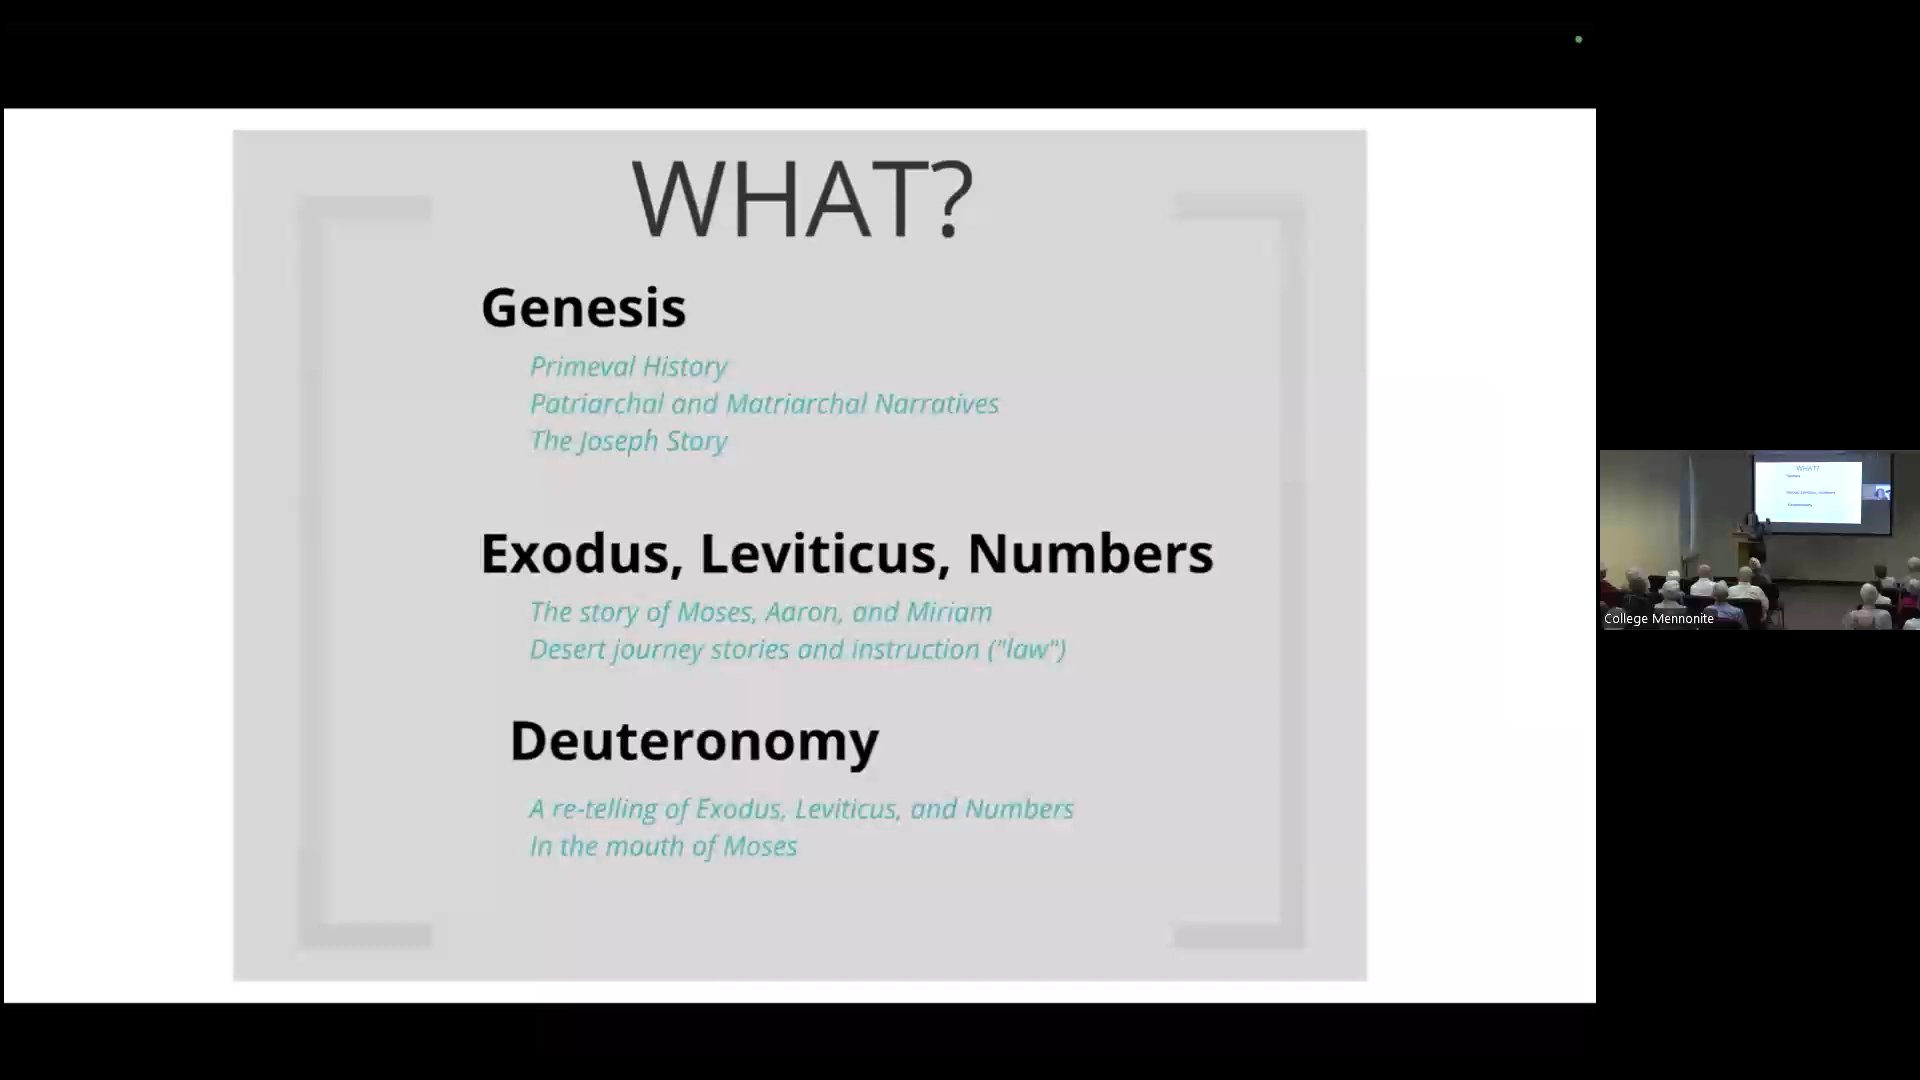 WHAT?
Genesis
Primeval History
Patriarchal and Matriarchal Narratives
The Joseph Story
Exodus, Leviticus, Numbers
The story of Moses, Aaron, and Miriam
Desert journey stories and instruction ("law")
Deuteronomy
A re-telling of Exodus, Leviticus, and Numbers
In the mouth of Moses
WHAT?
College Mennonite